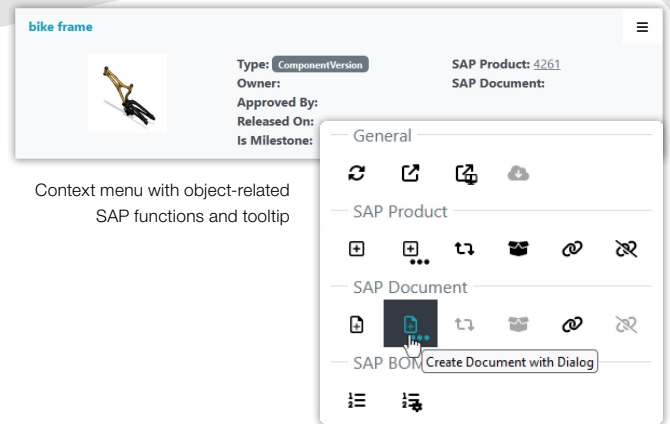 bike frame
Type: ComponentVersion
SAP Product: 4261
Owner:
SAP Document:
Approved By:
Released On:
Is Milestone:
General
Context menu with object-related
SAP functions and tooltip
SAP Product
SAP Document
Create Document with Dialog
SAP BOM